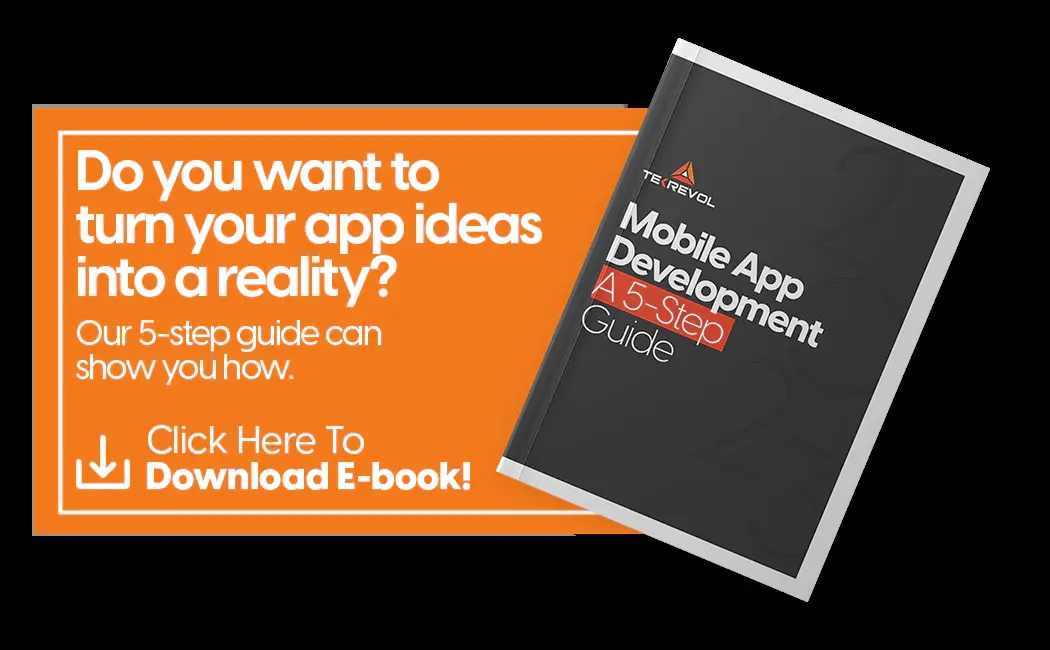 Do you want to
turn your app ideas
into a reality?
Our 5-step guide can
show you how.
Click Here To
Download E-book!
TEKREVOL
Mobile App
Development
A 5-Step
Guide